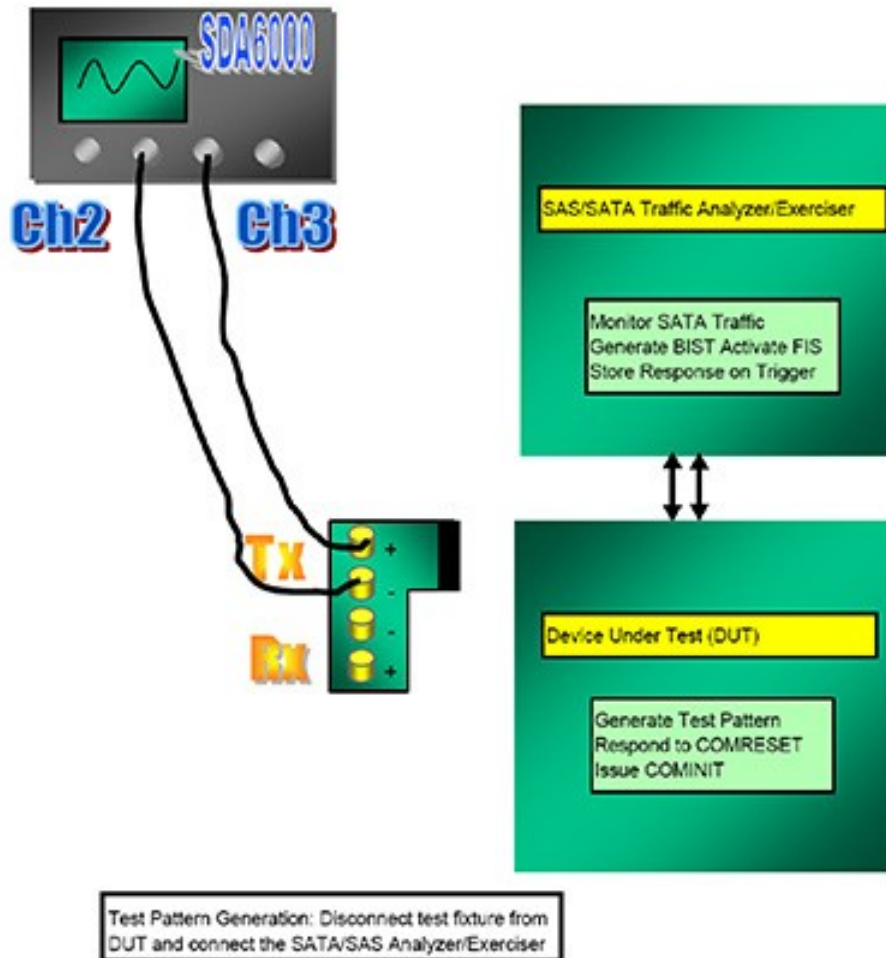 SDA6000
Ch2
Ch3
SAS/SATA Traffic Analyzer/Exerciser
Monitor SATA Traffic
Generate BIST Activate FIS
Store Response on Trigger
Tx
+
-
Rx
-
+
Device Under Test (DUT)
Generate Test Pattern
Respond to COMRESET
Issue COMINIT
Test Pattern Generation: Disconnect test fixture from
DUT and connect the SATA/SAS Analyzer/Exerciser